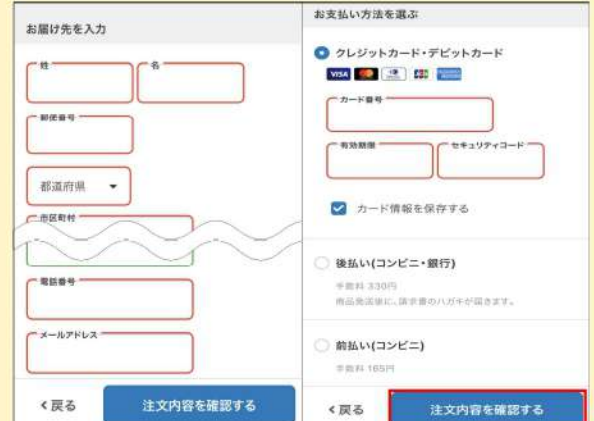 お届け先を入力
姓
名
郵便番号
都道府県
市区町村
電話番号
メールアドレス
<戻る
注文内容を確認する
お支払い方法を選ぶ
クレジットカード・デビットカード
VISA
JCB
カード番号
有効期限
セキュリティコード
カード情報を保存する
後払い(コンビニ・銀行)
手数料 330円
商品発送後に、請求書のハガキが届きます。
前払い(コンビニ)
手数料 165円
<戻る
注文内容を確認する